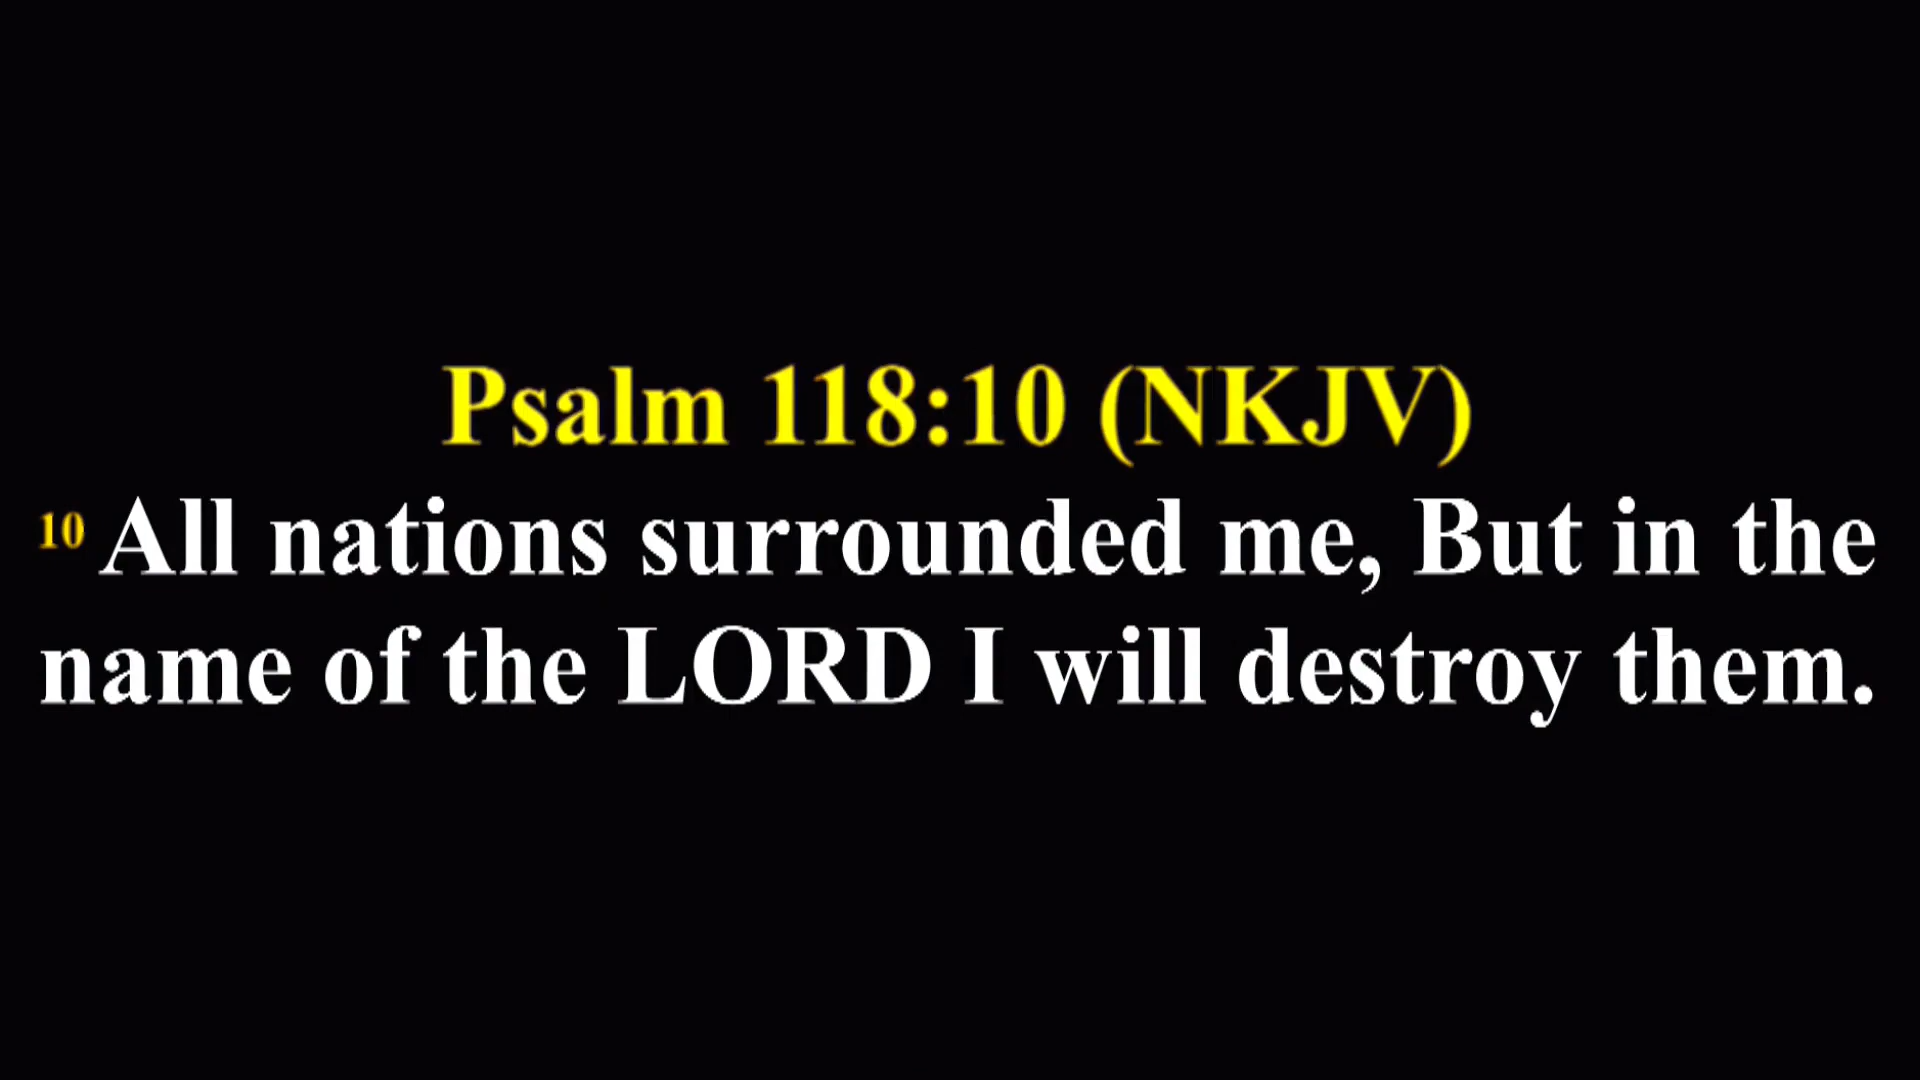 Psalm 118:10 (NKJV)
10 All nations surrounded me, But in the
name of the LORD I will destroy them.